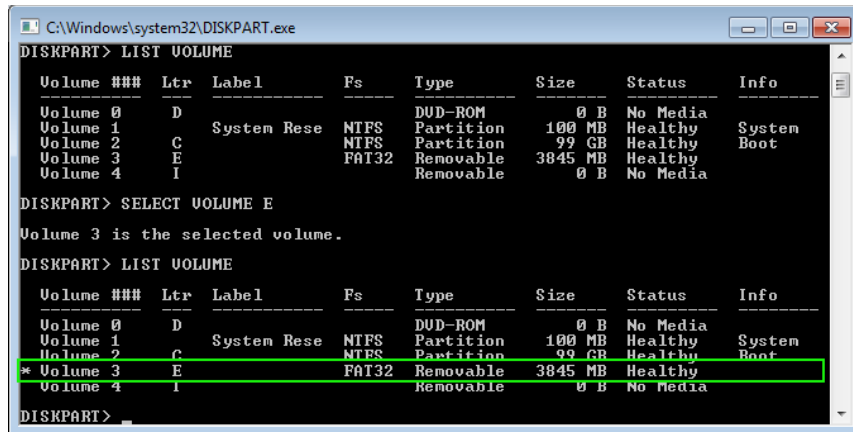 C:\Windows\system32\DISKPART.exe
DISKPART> LIST VOLUME
Volume ### Ltr Label Fs Type Size Status Info
---------- --- ----------- ----- ---------- ------- --------- --------
Volume 0 D DVD-ROM 0 B No Media
Volume 1 System Rese NTFS Partition 100 MB Healthy System
Volume 2 C NTFS Partition 99 GB Healthy Boot
Volume 3 E FAT32 Removable 3845 MB Healthy
Volume 4 I Removable 0 B No Media
DISKPART> SELECT VOLUME E
Volume 3 is the selected volume.
DISKPART> LIST VOLUME
Volume ### Ltr Label Fs Type Size Status Info
---------- --- ----------- ----- ---------- ------- --------- --------
Volume 0 D DVD-ROM 0 B No Media
Volume 1 System Rese NTFS Partition 100 MB Healthy System
Volume 2 C NTFS Partition 99 GB Healthy Boot
* Volume 3 E FAT32 Removable 3845 MB Healthy
Volume 4 I Removable 0 B No Media
DISKPART> _